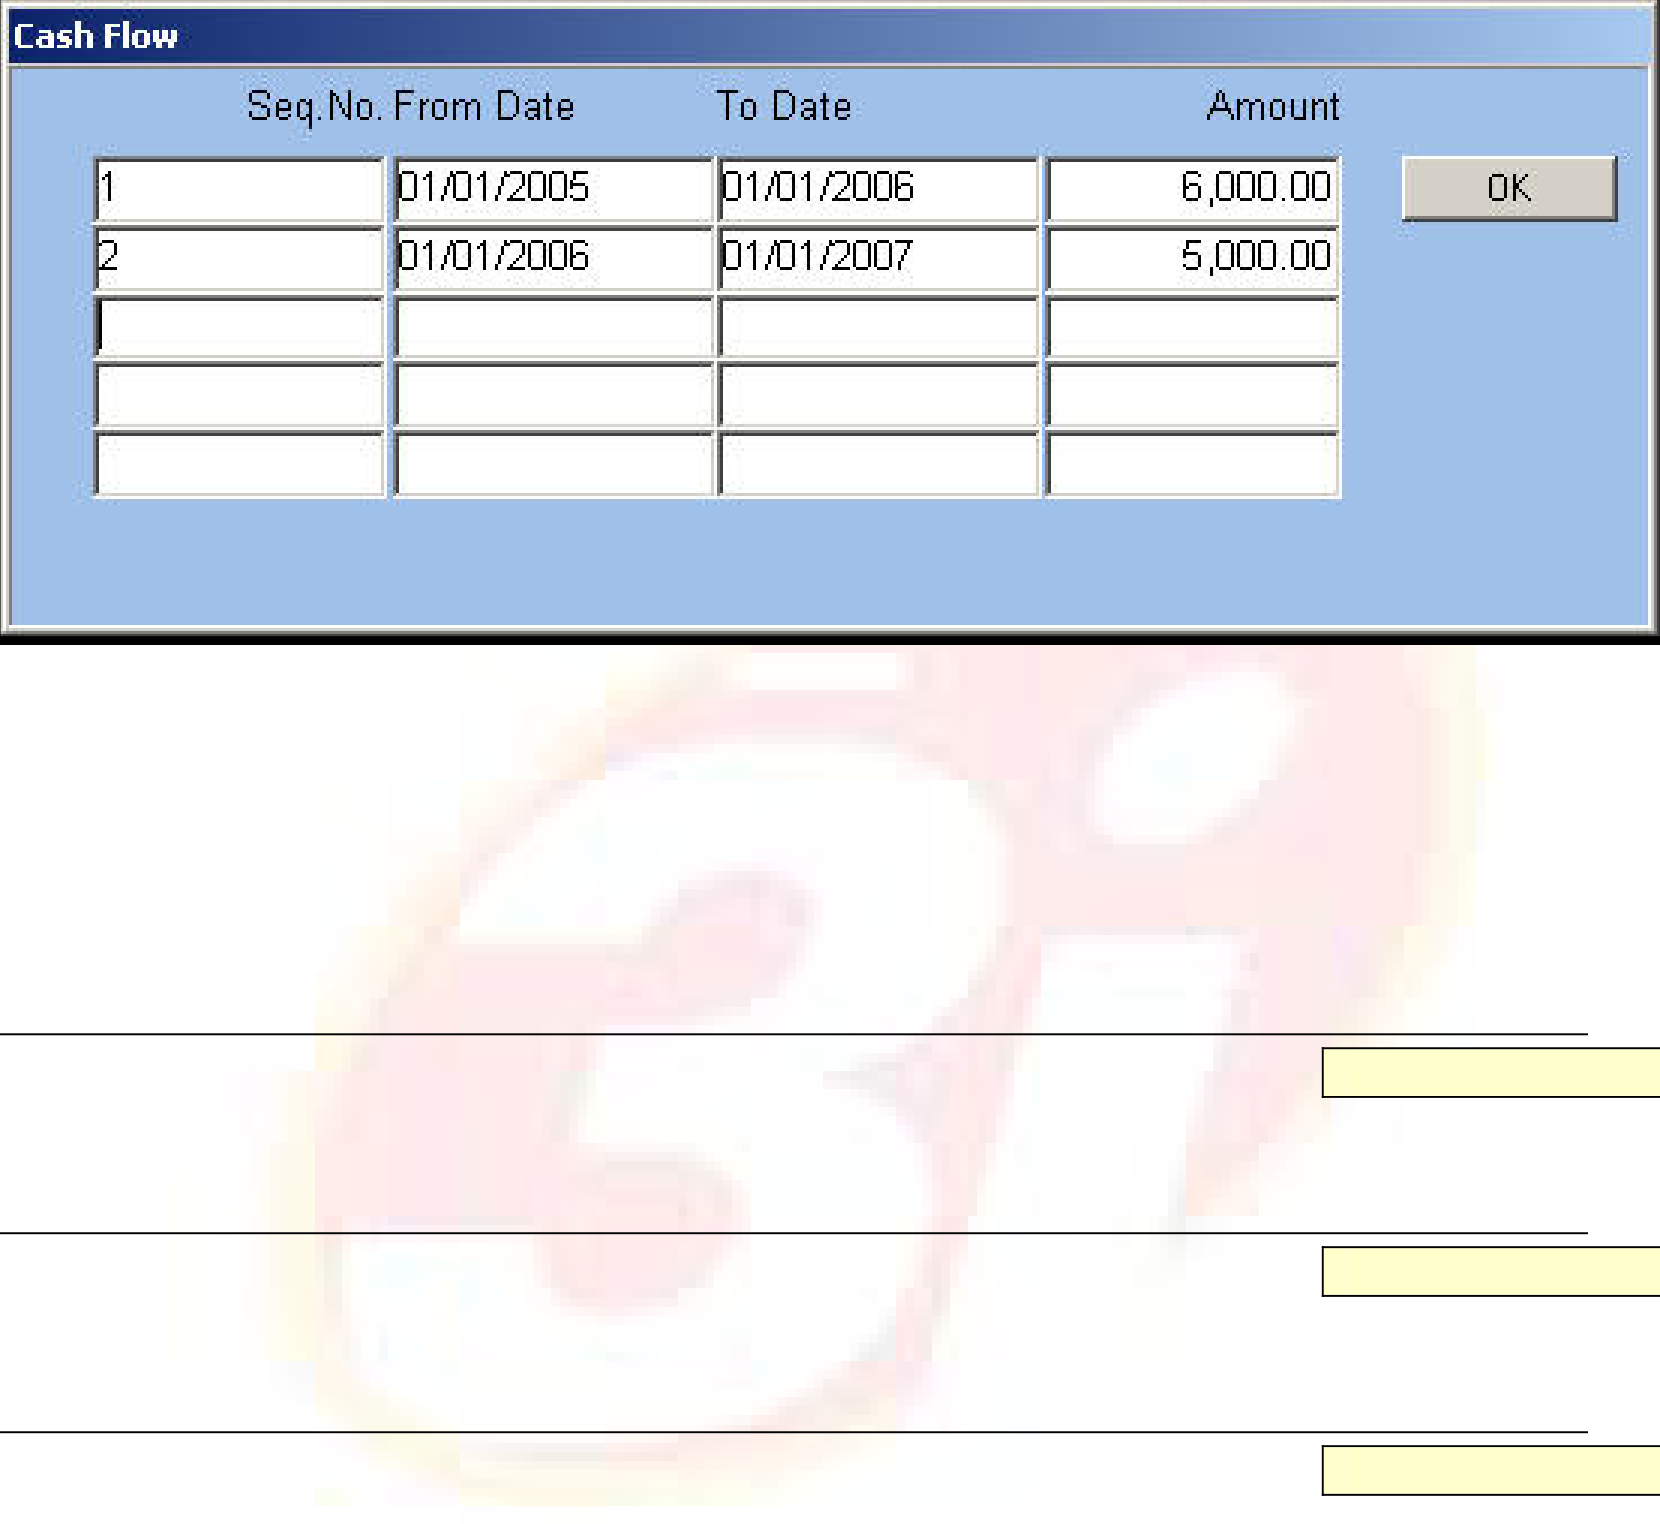 Cash Flow
Seq.No. From Date To Date Amount
1 01/01/2005 01/01/2006 6,000.00 OK
2 01/01/2006 01/01/2007 5,000.00
3i